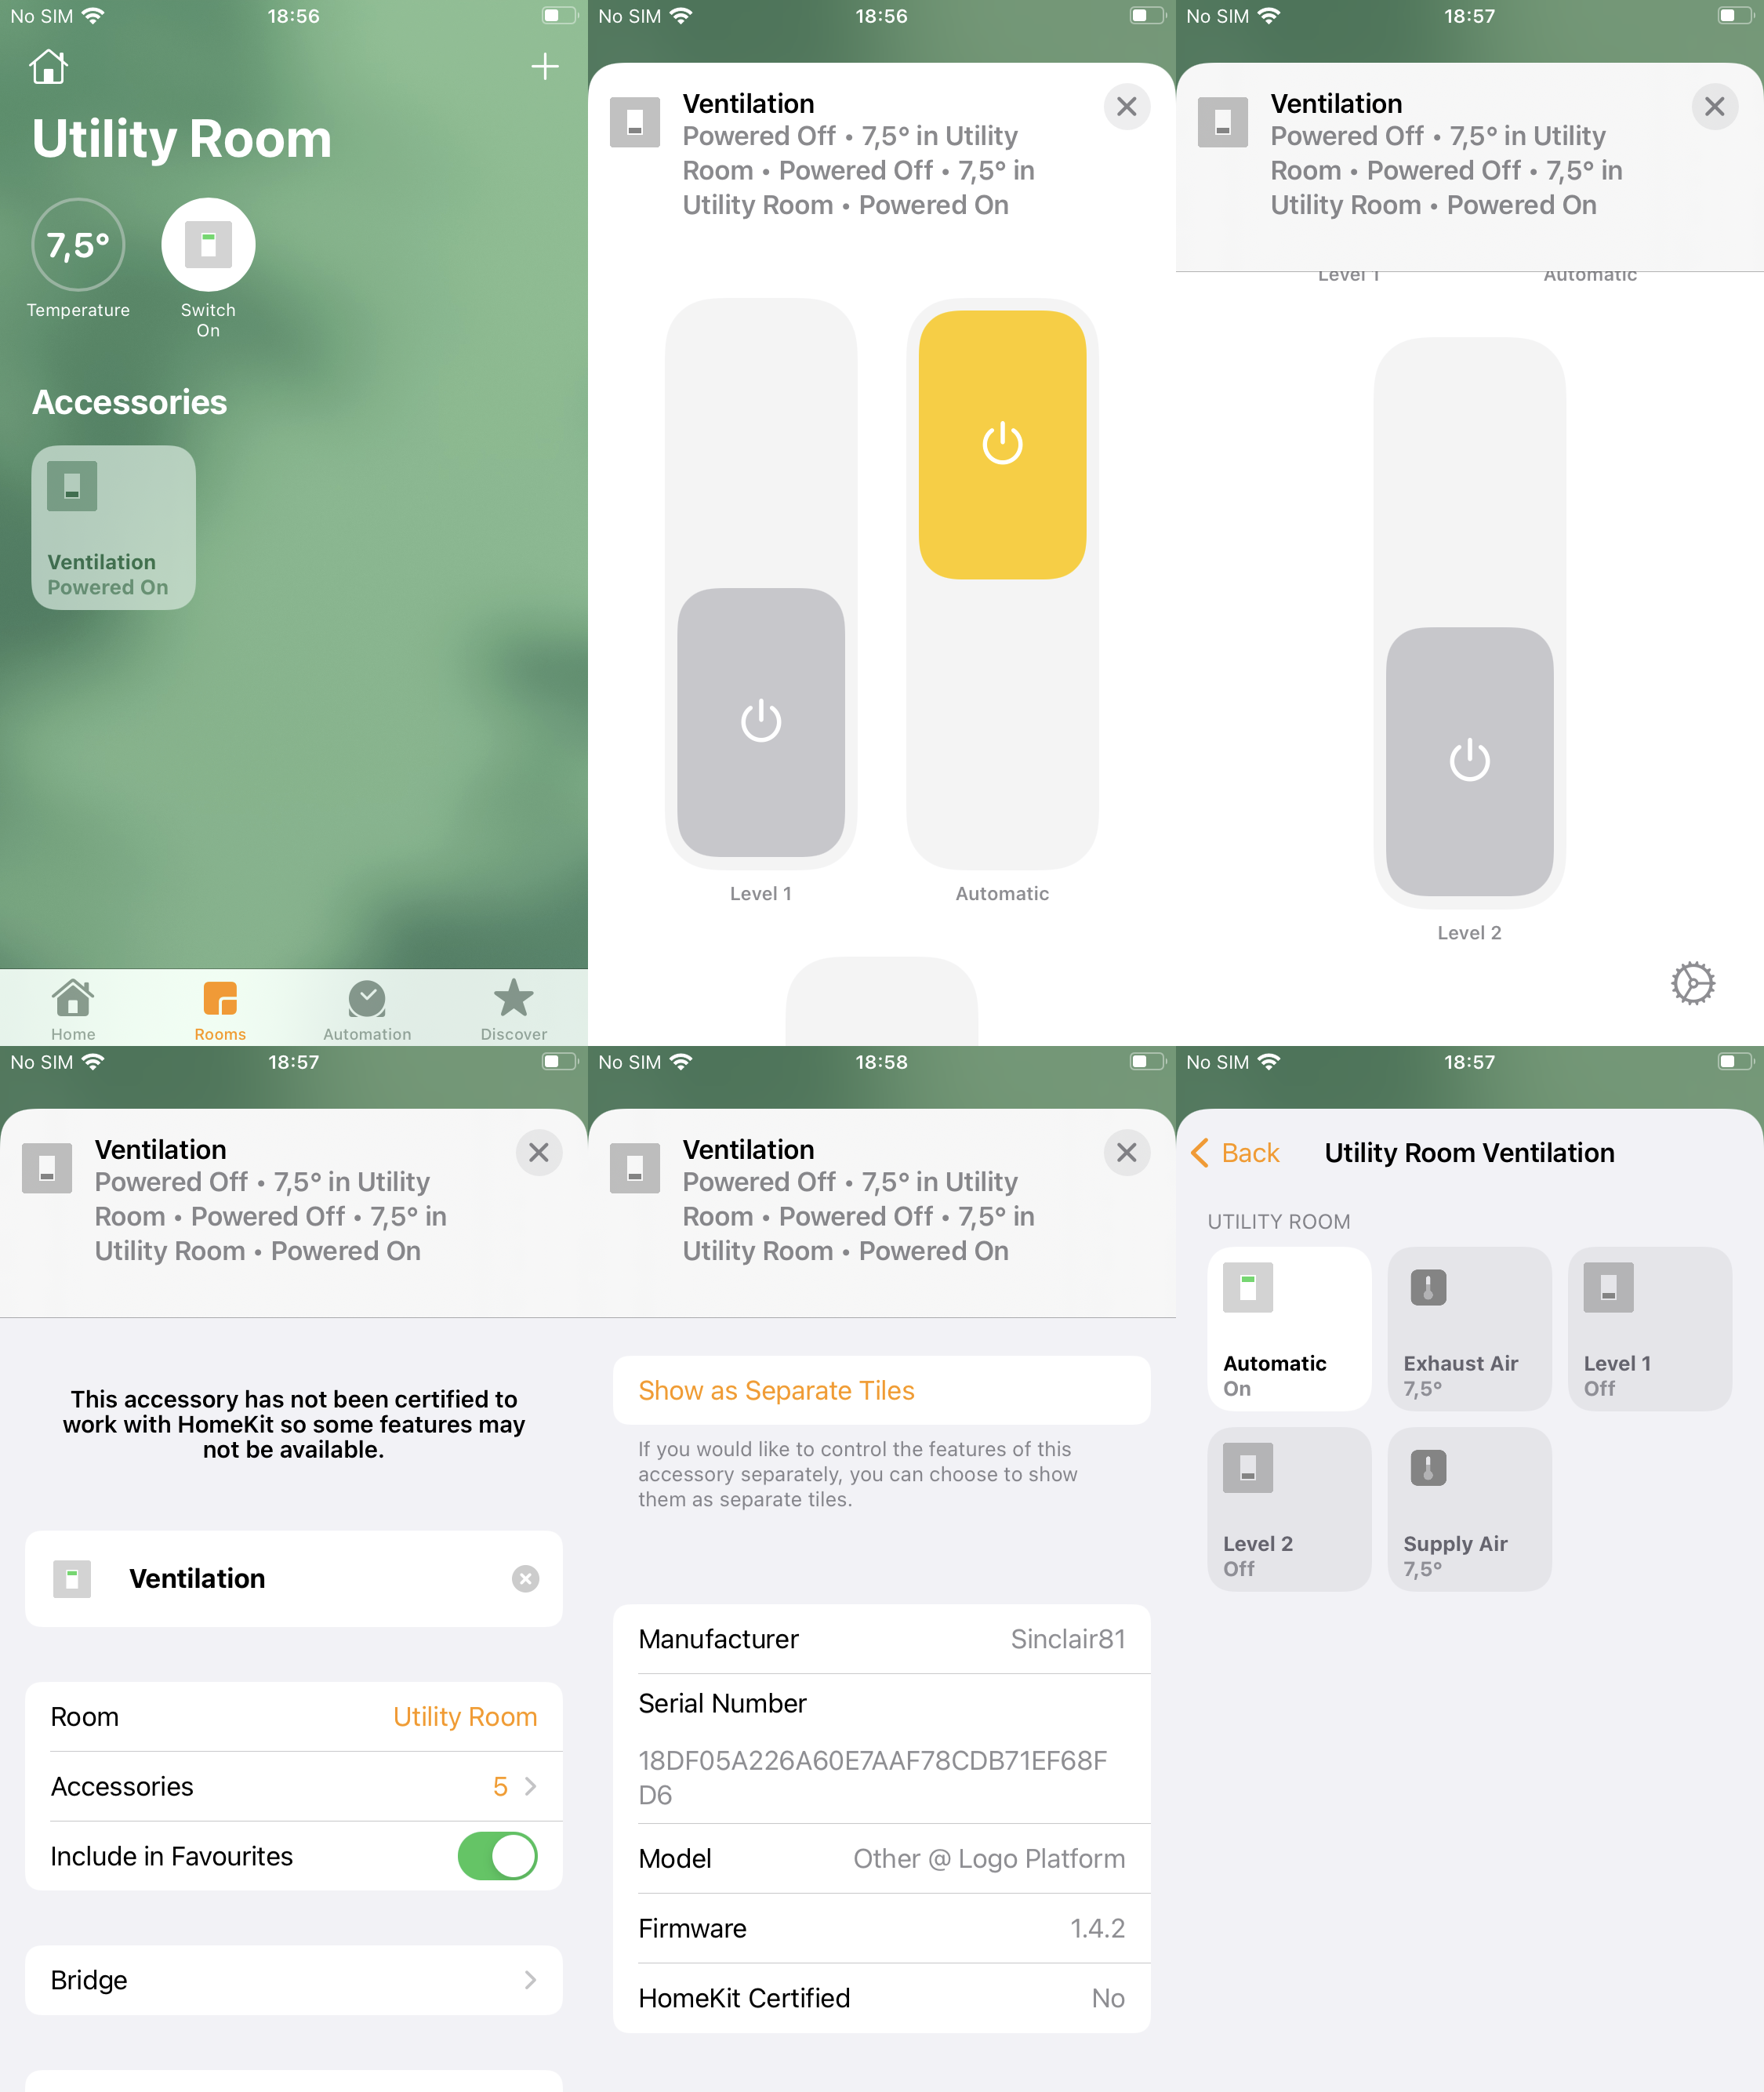 No SIM 18:56
Utility Room
7,5°
Temperature
Switch
On
Accessories
Ventilation
Powered On
Home
Rooms
Automation
Discover
No SIM 18:56
Ventilation
Powered Off • 7,5° in Utility
Room • Powered Off • 7,5° in
Utility Room • Powered On
Level 1
Automatic
No SIM 18:57
Ventilation
Powered Off • 7,5° in Utility
Room • Powered Off • 7,5° in
Utility Room • Powered On
Level 1
Automatic
Level 2
No SIM 18:57
Ventilation
Powered Off • 7,5° in Utility
Room • Powered Off • 7,5° in
Utility Room • Powered On
This accessory has not been certified to
work with HomeKit so some features may
not be available.
Ventilation
Room Utility Room
Accessories 5
Include in Favourites
Bridge
No SIM 18:58
Ventilation
Powered Off • 7,5° in Utility
Room • Powered Off • 7,5° in
Utility Room • Powered On
Show as Separate Tiles
If you would like to control the features of this
accessory separately, you can choose to show
them as separate tiles.
Manufacturer Sinclair81
Serial Number
18DF05A226A60E7AAF78CDB71EF68F
D6
Model Other @ Logo Platform
Firmware 1.4.2
HomeKit Certified No
No SIM 18:57
Back Utility Room Ventilation
UTILITY ROOM
Automatic
On
Exhaust Air
7,5°
Level 1
Off
Level 2
Off
Supply Air
7,5°